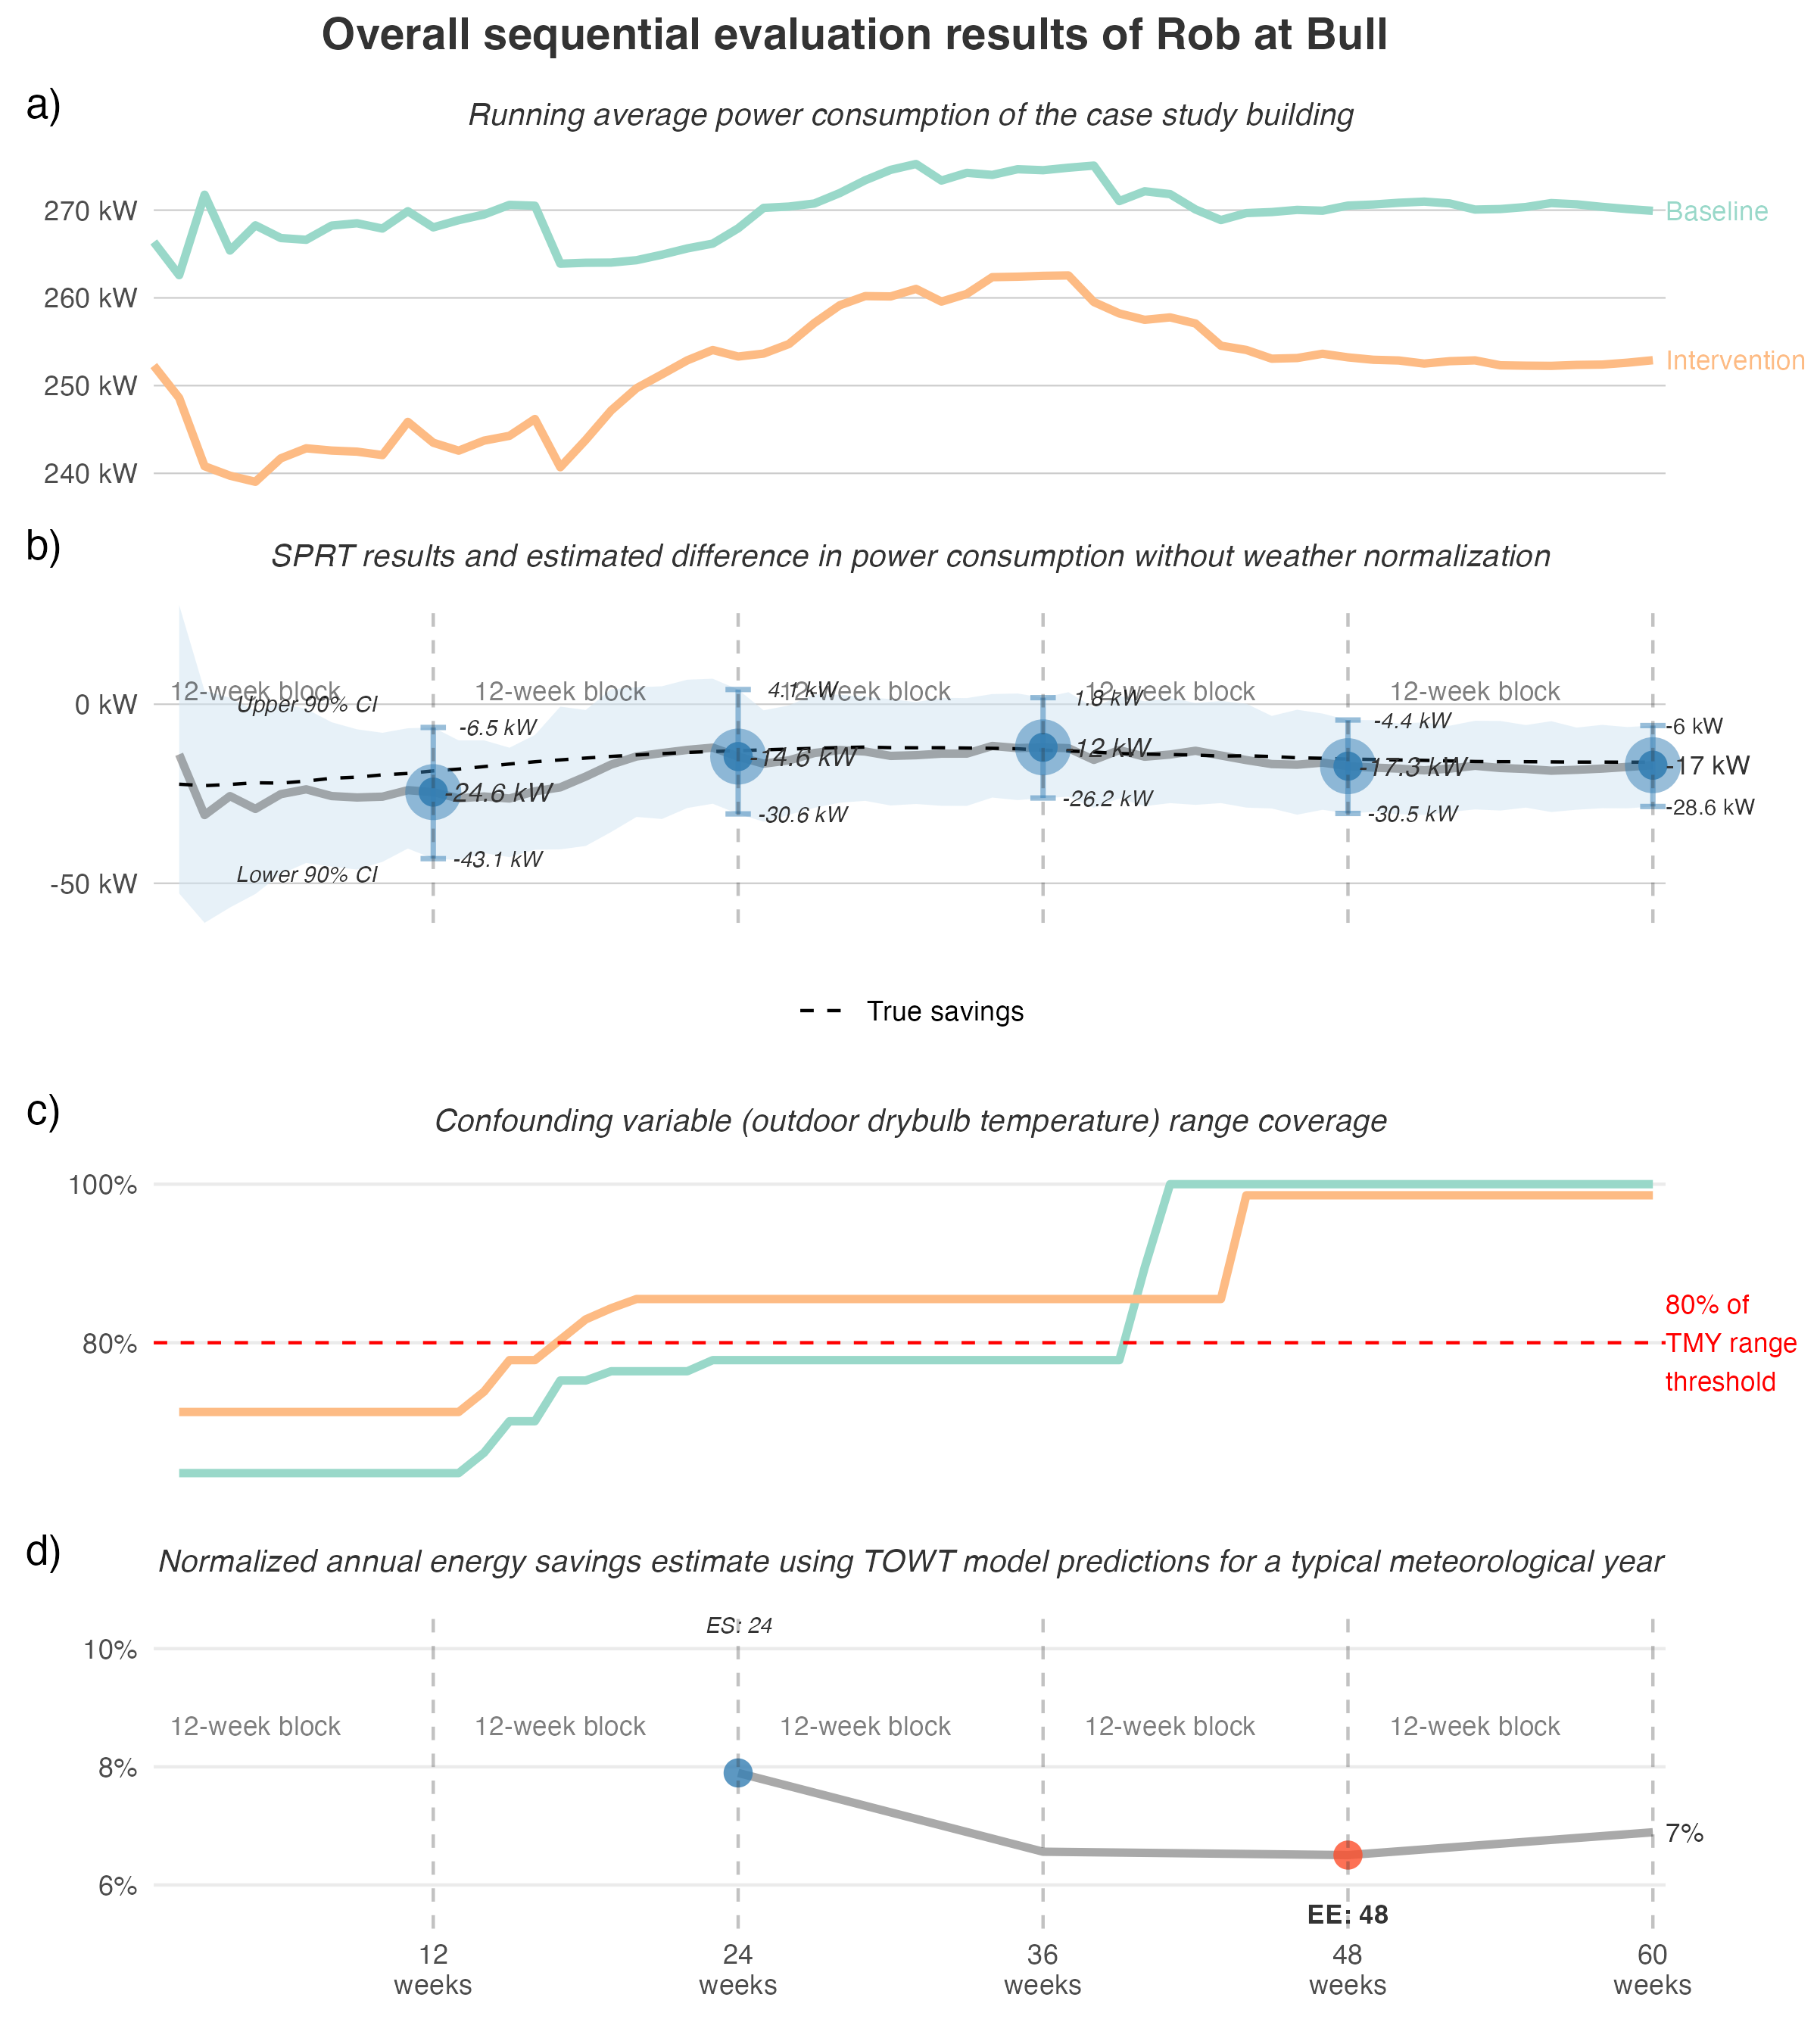 Overall sequential evaluation results of Rob at Bull
a)
Running average power consumption of the case study building
270 kW
260 kW
250 kW
240 kW
Baseline
Intervention
b)
SPRT results and estimated difference in power consumption without weather normalization
12-week block
12-week block
12-week block
12-week block
12-week block
0 kW
-50 kW
Upper 90% CI
Lower 90% CI
-6.5 kW
-24.6 kW
-43.1 kW
4.1 kW
-14.6 kW
-30.6 kW
1.8 kW
-12 kW
-26.2 kW
-4.4 kW
-17.3 kW
-30.5 kW
-6 kW
-17 kW
-28.6 kW
True savings
c)
Confounding variable (outdoor drybulb temperature) range coverage
100%
80%
80% of
TMY range
threshold
d)
Normalized annual energy savings estimate using TOWT model predictions for a typical meteorological year
ES: 24
10%
12-week block
12-week block
12-week block
12-week block
12-week block
8%
7%
6%
EE: 48
12
weeks
24
weeks
36
weeks
48
weeks
60
weeks